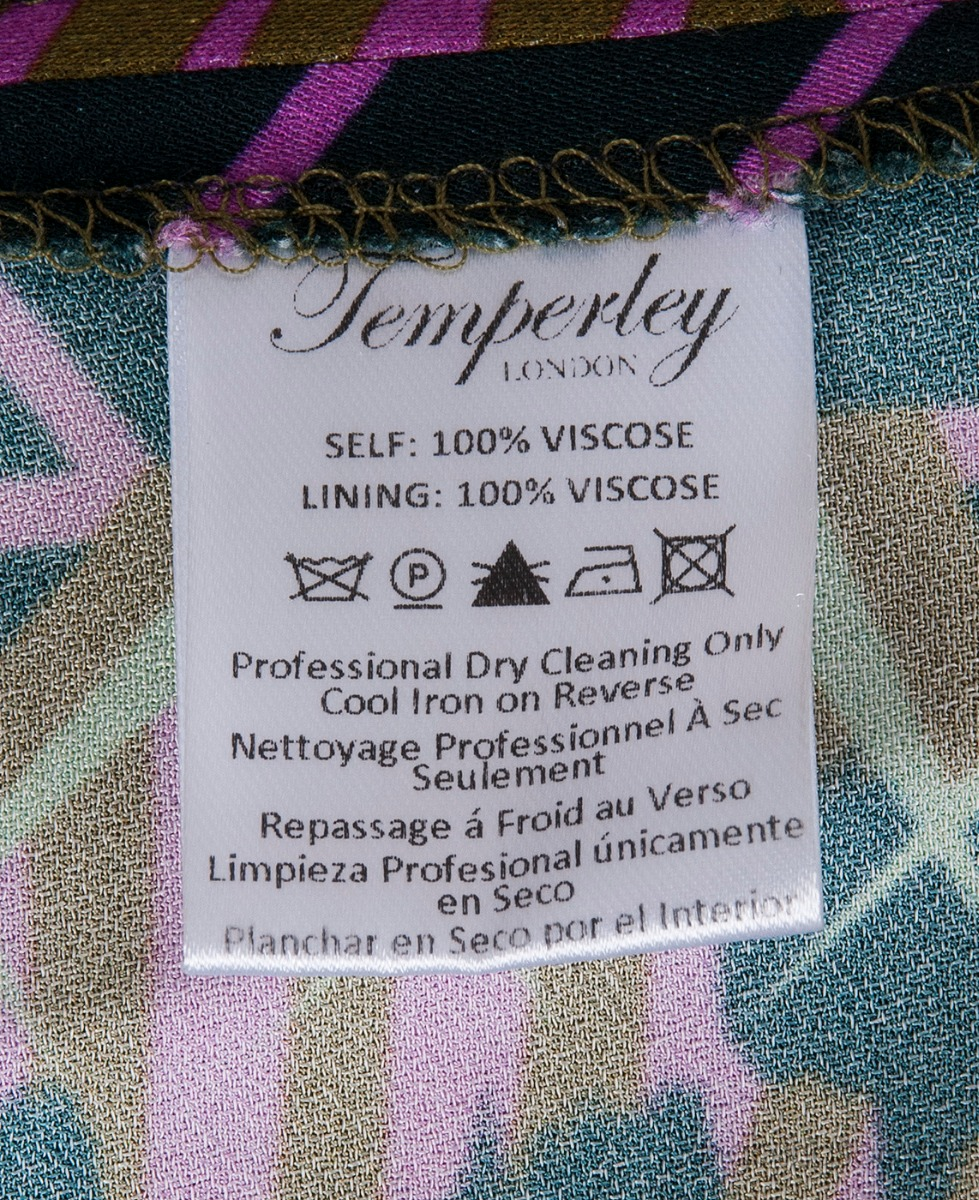 Temperley
LONDON
SELF: 100% VISCOSE
LINING: 100% VISCOSE
P
Professional Dry Cleaning Only
Cool Iron on Reverse
Nettoyage Professionnel À Sec
Seulement
Repassage á Froid au Verso
Limpieza Profesional únicamente
en Seco
Planchar en Seco por el Interior